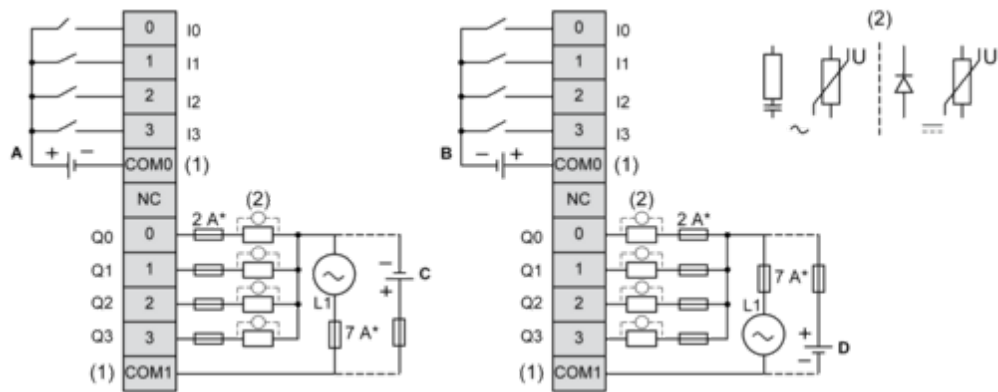 0 I0
1 I1
2 I2
3 I3
A + −
COM0 (1)
NC
(2)
2 A*
Q0 0
Q1 1
Q2 2
Q3 3
− + C
L1
7 A*
(1) COM1
0 I0
1 I1
2 I2
3 I3
B − +
COM0 (1)
NC
(2)
2 A*
Q0 0
Q1 1
Q2 2
Q3 3
7 A*
L1
+ − D
(1) COM1
(2)
U U